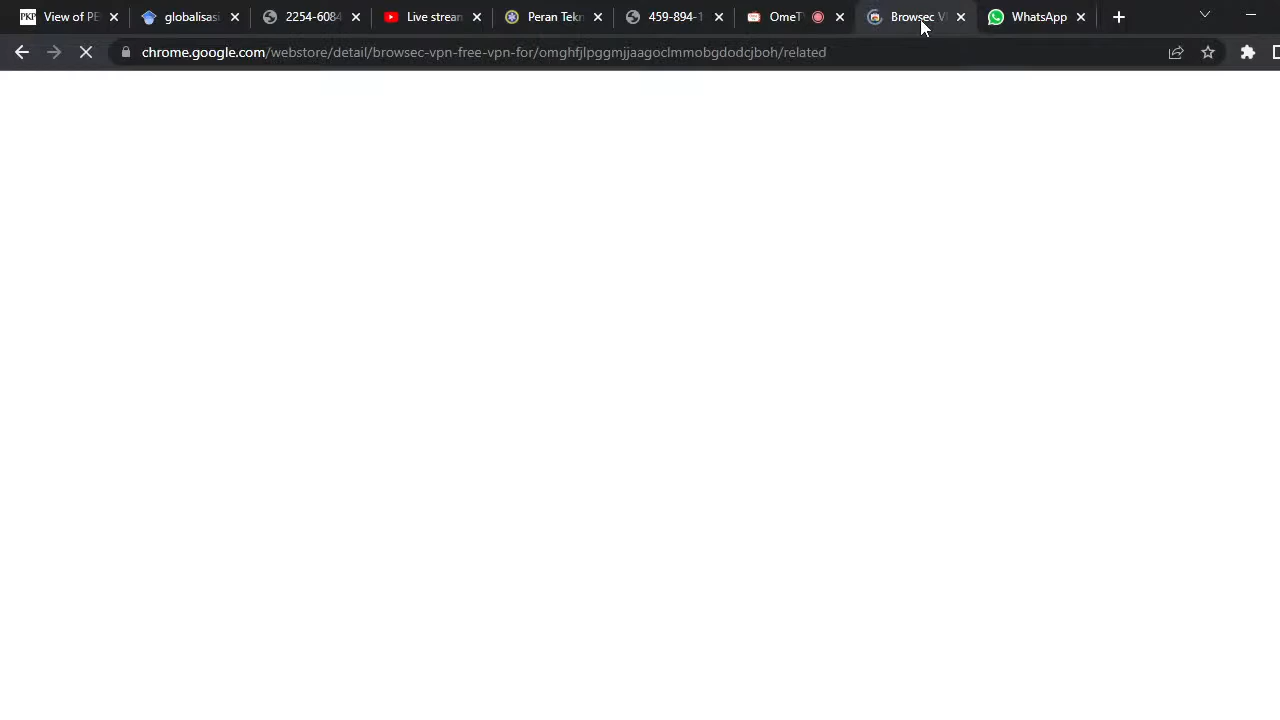 View of PE
globalisasi
2254-6084
Live stream
Peran Tekn
459-894-1
OmeT
Browsec V
WhatsApp
chrome.google.com/webstore/detail/browsec-vpn-free-vpn-for/omghfjlpggmjjaagoclmmobgdodcjboh/related